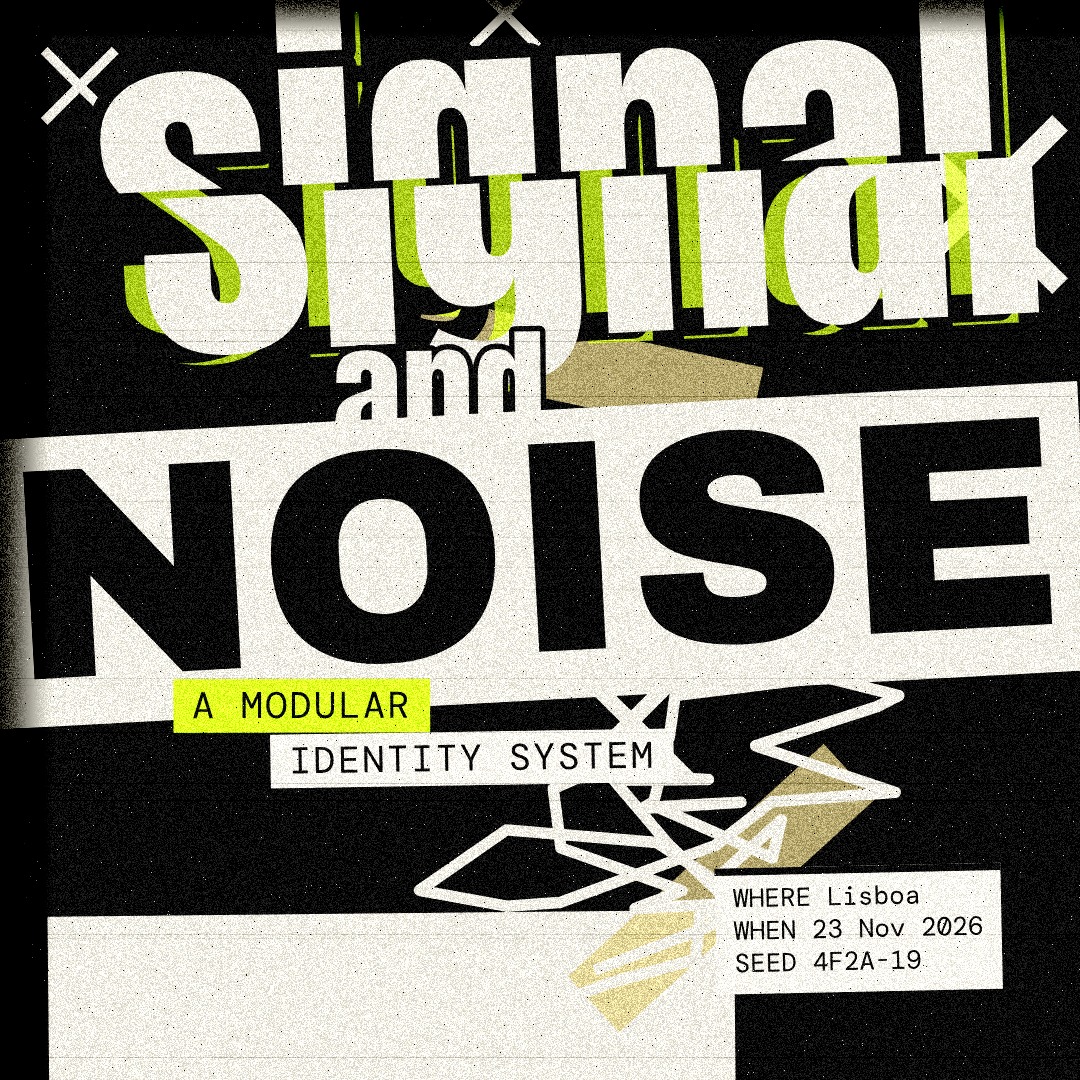 Signal
and
NOISE
A MODULAR
IDENTITY SYSTEM
WHERE Lisboa
WHEN 23 Nov 2026
SEED 4F2A-19